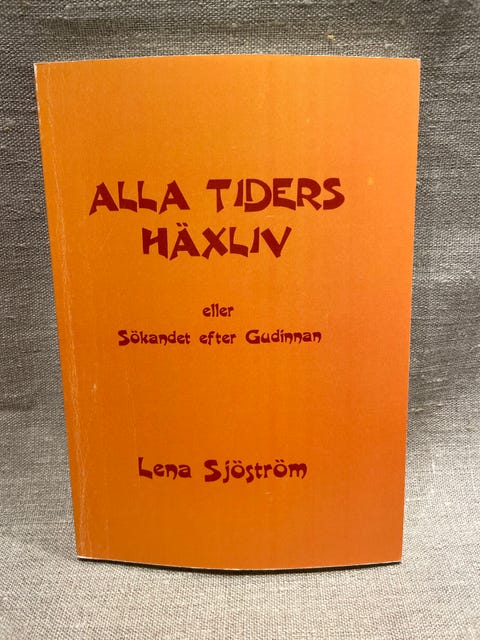 ALLA TIDERS
HÄXLIV
eller
Sökandet efter Gudinnan
Lena Sjöström